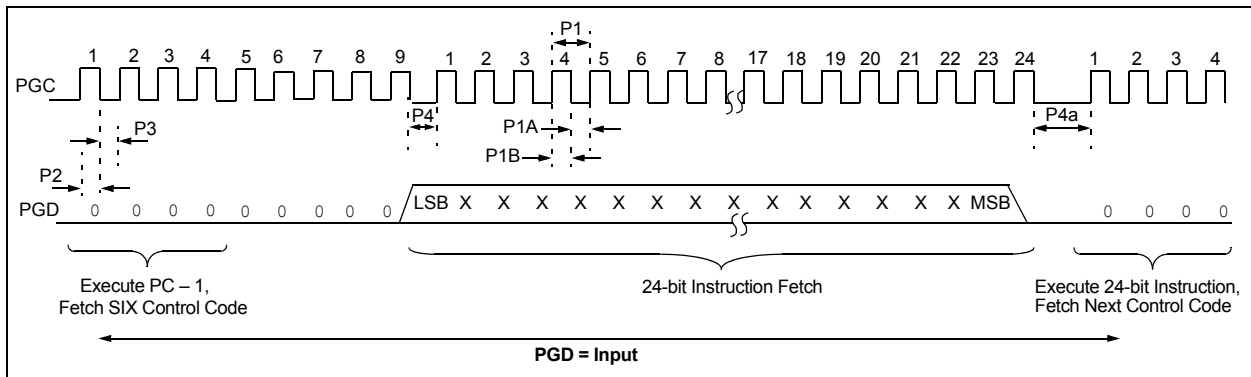 P1
1 2 3 4 5 6 7 8 9 1 2 3 4 5 6 7 8 17 18 19 20 21 22 23 24 1 2 3 4
PGC
P4
P4a
P3
P1A
P1B
P2
PGD
0 0 0 0 0 0 0 0 0 LSB X X X X X X X X X X X X X X MSB 0 0 0 0
Execute PC – 1,
Fetch SIX Control Code
24-bit Instruction Fetch
Execute 24-bit Instruction,
Fetch Next Control Code
PGD = Input